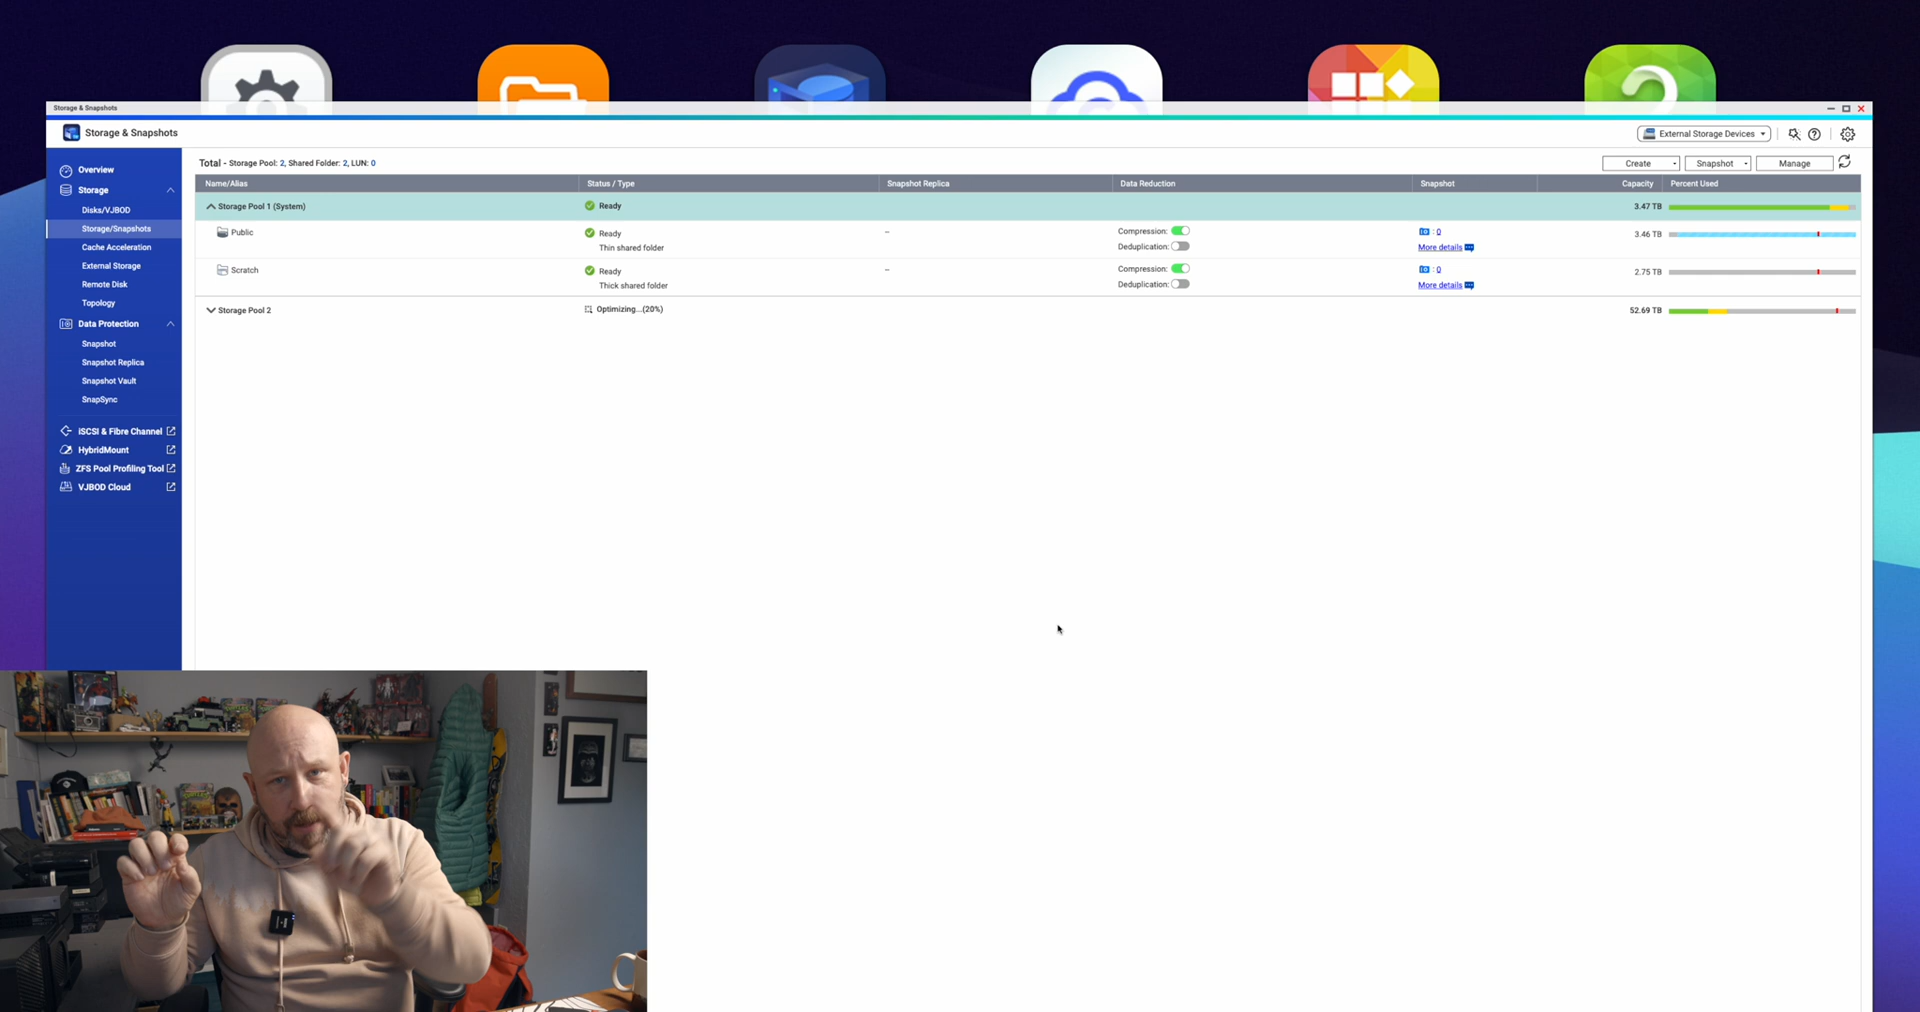 Storage & Snapshots
Storage & Snapshots
External Storage Devices
Overview
Storage
Disks/VJBOD
Storage/Snapshots
Cache Acceleration
External Storage
Remote Disk
Topology
Data Protection
Snapshot
Snapshot Replica
Snapshot Vault
SnapSync
iSCSI & Fibre Channel
HybridMount
ZFS Pool Profiling Tool
VJBOD Cloud
Total - Storage Pool: 2, Shared Folder: 2, LUN: 0
Create
Snapshot
Manage
Name/Alias Status / Type Snapshot Replica Data Reduction Snapshot Capacity Percent Used
Storage Pool 1 (System) Ready 3.47 TB
Public Ready -- Compression: : 0 3.46 TB
Thin shared folder Deduplication: More details
Scratch Ready -- Compression: : 0 2.75 TB
Thick shared folder Deduplication: More details
Storage Pool 2 Optimizing...(20%) 52.69 TB